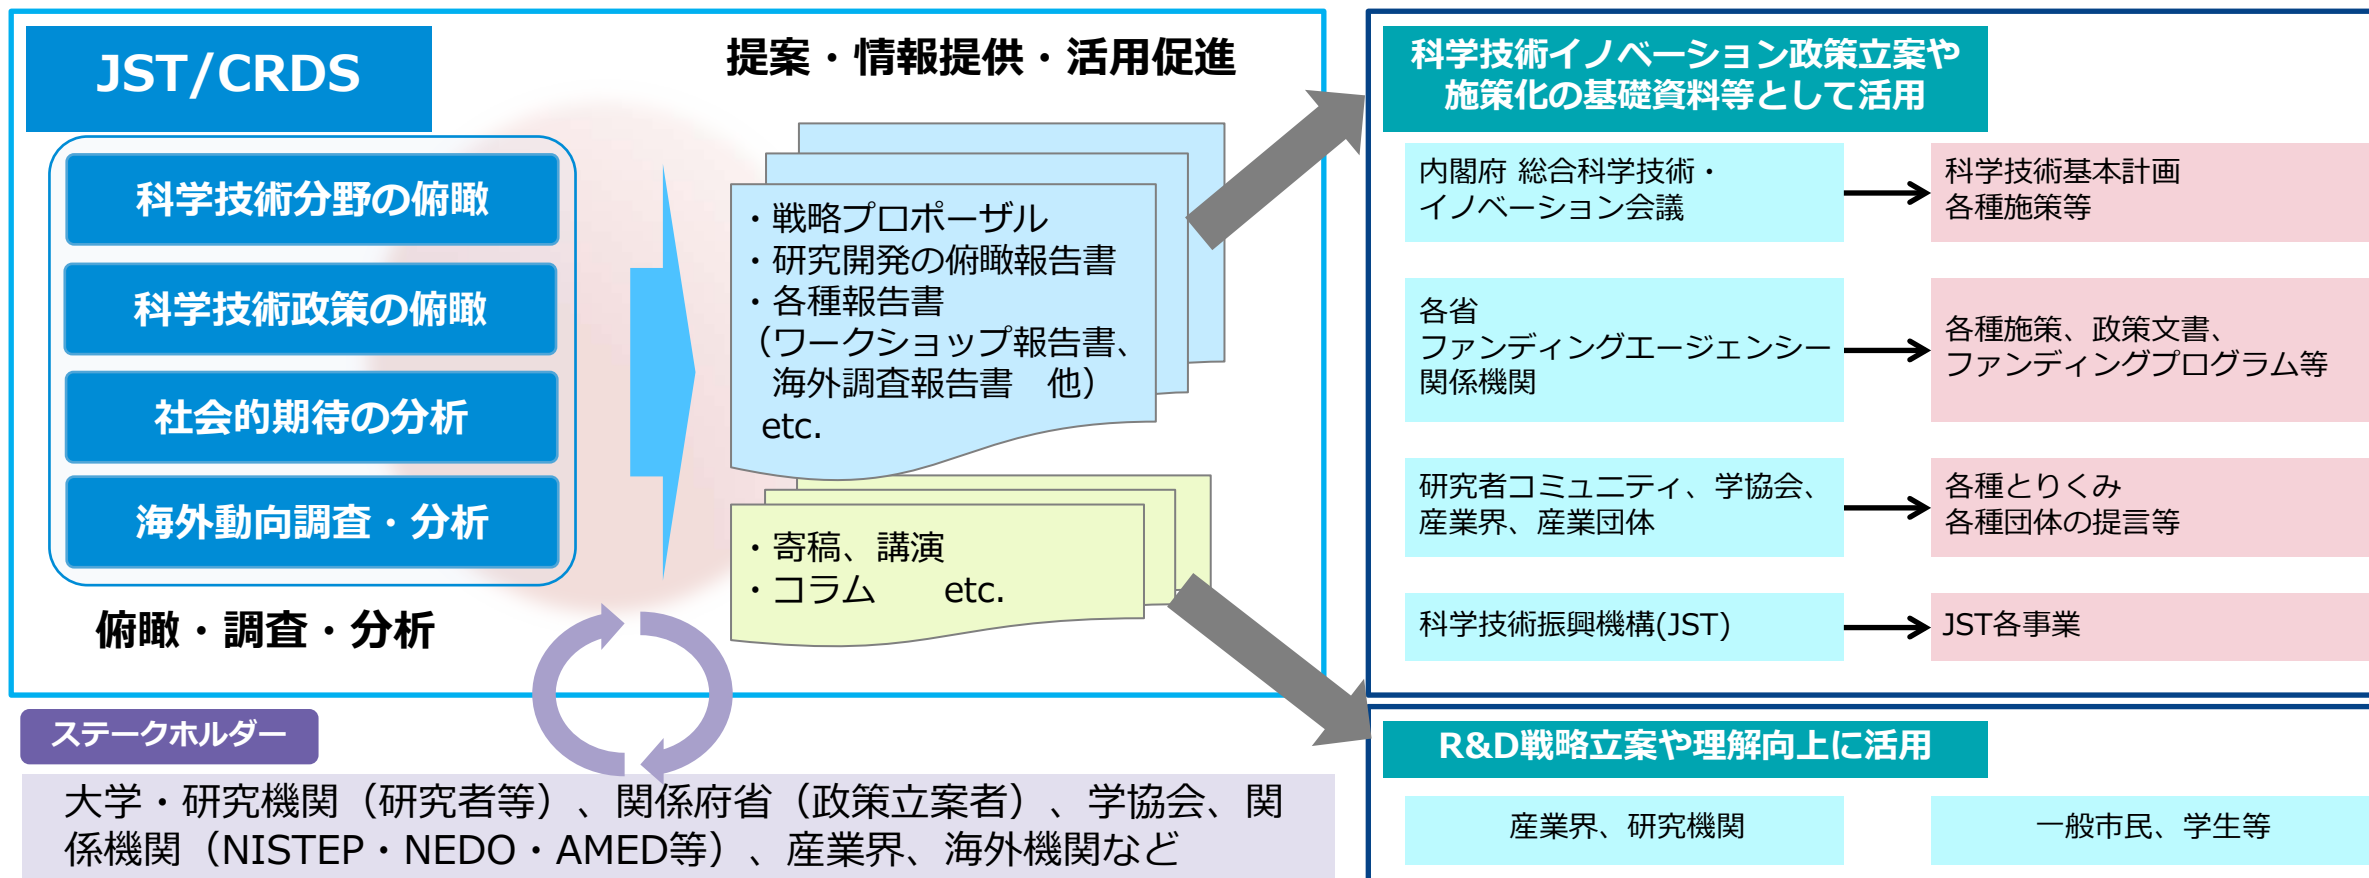 JST/CRDS
科学技術分野の俯瞰
科学技術政策の俯瞰
社会的期待の分析
海外動向調査・分析
俯瞰・調査・分析
提案・情報提供・活用促進
・戦略プロポーザル
・研究開発の俯瞰報告書
・各種報告書
（ワークショップ報告書、
海外調査報告書　他）
etc.
・寄稿、講演
・コラム　　etc.
ステークホルダー
大学・研究機関（研究者等）、関係府省（政策立案者）、学協会、関
係機関（NISTEP・NEDO・AMED等）、産業界、海外機関など
科学技術イノベーション政策立案や
施策化の基礎資料等として活用
内閣府 総合科学技術・
イノベーション会議
科学技術基本計画
各種施策等
各省
ファンディングエージェンシー
関係機関
各種施策、政策文書、
ファンディングプログラム等
研究者コミュニティ、学協会、
産業界、産業団体
各種とりくみ
各種団体の提言等
科学技術振興機構(JST)
JST各事業
R&D戦略立案や理解向上に活用
産業界、研究機関
一般市民、学生等